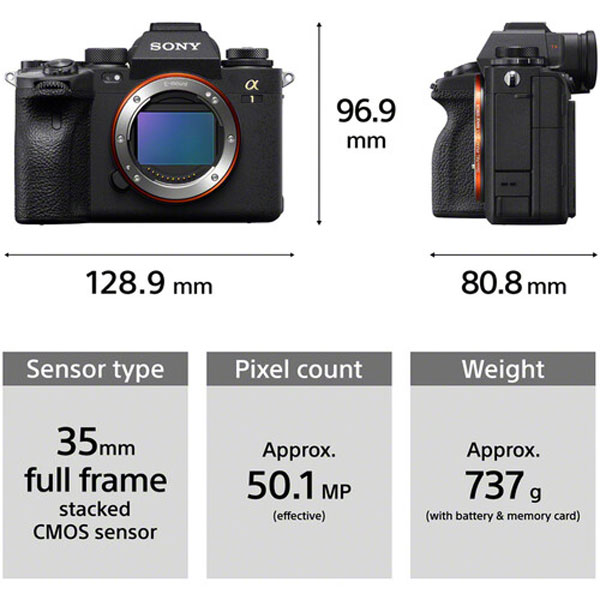 SONY
α
1
E-mount
96.9
mm
128.9 mm
80.8 mm
Sensor type
35mm
full frame
stacked
CMOS sensor
Pixel count
Approx.
50.1 MP
(effective)
Weight
Approx.
737 g
(with battery & memory card)